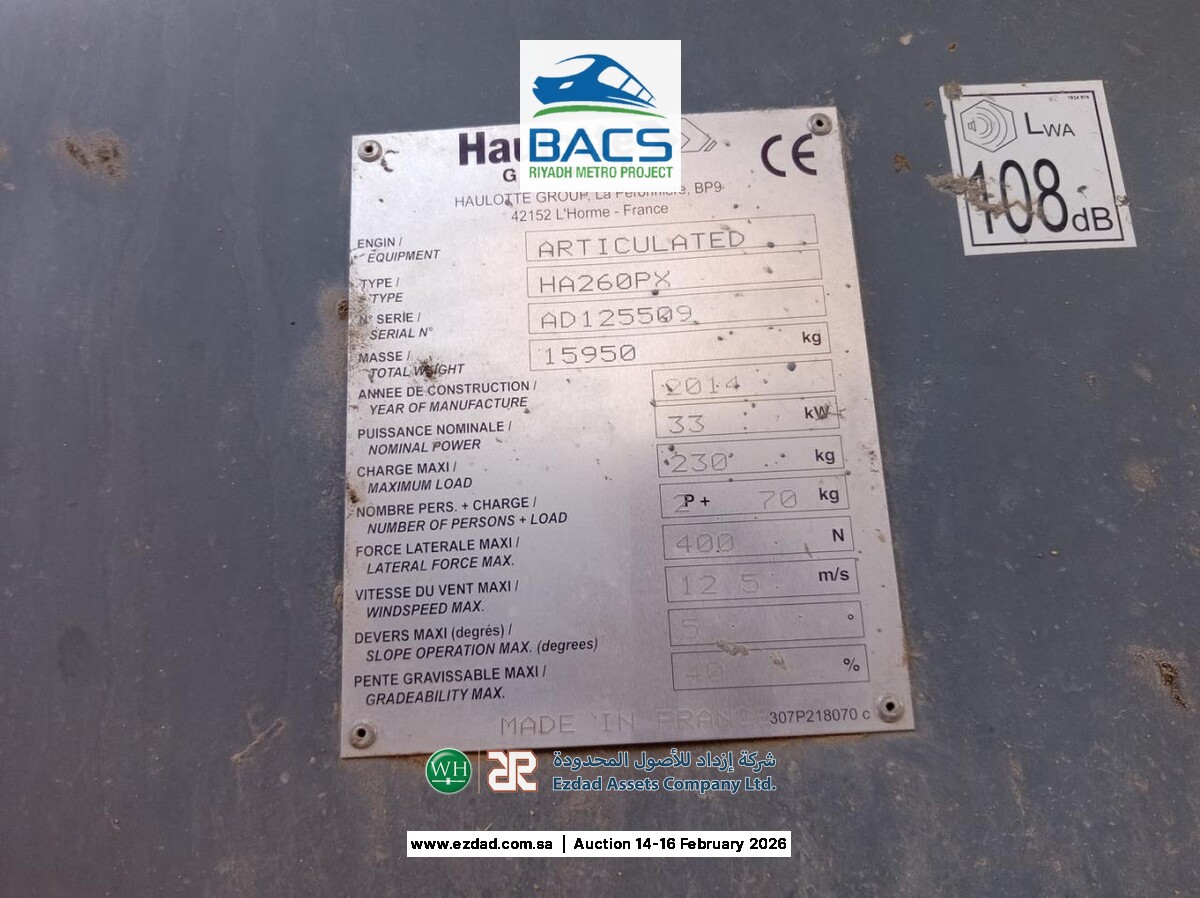 BACS
RIYADH METRO PROJECT
Hau
G
CE
HAULOTTE GROUP, La Péronnière, BP9
42152 L'Horme - France
ENGIN /
EQUIPMENT
ARTICULATED
TYPE /
TYPE
HA260PX
N° SERIE /
SERIAL N°
AD125509
MASSE /
TOTAL WEIGHT
15950 kg
ANNEE DE CONSTRUCTION /
YEAR OF MANUFACTURE
2014
PUISSANCE NOMINALE /
NOMINAL POWER
33 kW
CHARGE MAXI /
MAXIMUM LOAD
230 kg
NOMBRE PERS. + CHARGE /
NUMBER OF PERSONS + LOAD
2 P + 70 kg
FORCE LATERALE MAXI /
LATERAL FORCE MAX.
400 N
VITESSE DU VENT MAXI /
WINDSPEED MAX.
12.5 m/s
DEVERS MAXI (degrés) /
SLOPE OPERATION MAX. (degrees)
5 °
PENTE GRAVISSABLE MAXI /
GRADEABILITY MAX.
40 %
MADE IN FRANCE
307P218070 c
LWA
108 dB
WH
شركة إزداد للأصول المحدودة
Ezdad Assets Company Ltd.
www.ezdad.com.sa | Auction 14-16 February 2026